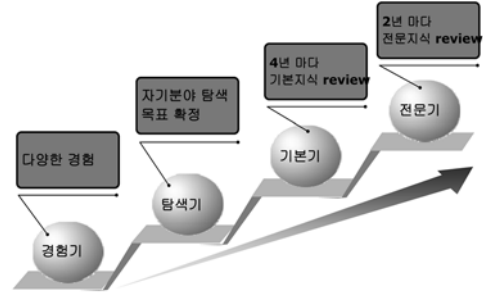 2년 마다
전문지식 review
4년 마다
기본지식 review
자기분야 탐색
목표 확정
다양한 경험
전문기
기본기
탐색기
경험기